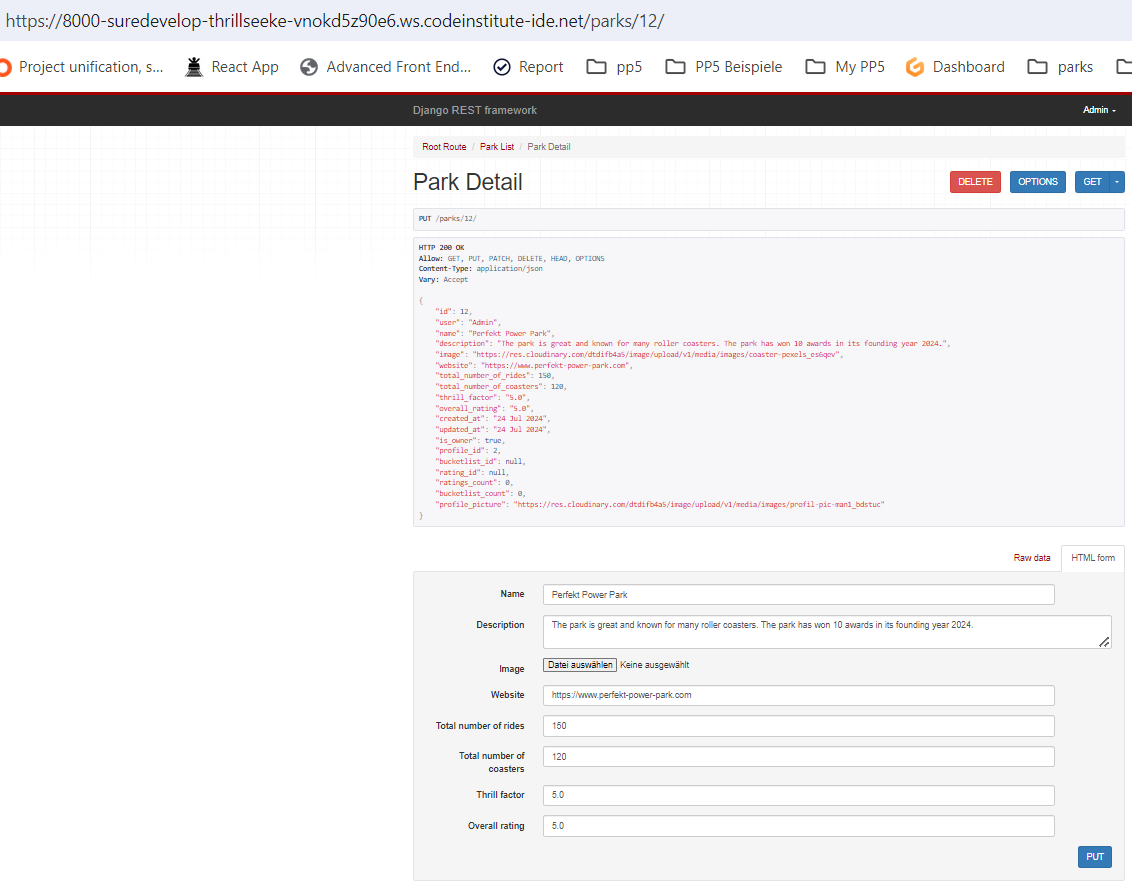 https://8000-suredevelop-thrillseeke-vnokd5z90e6.ws.codeinstitute-ide.net/parks/12/
Project unification, s... React App Advanced Front End... Report pp5 PP5 Beispiele My PP5 Dashboard parks
Django REST framework Admin
Root Route / Park List / Park Detail
Park Detail DELETE OPTIONS GET
PUT /parks/12/
HTTP 200 OK
Allow: GET, PUT, PATCH, DELETE, HEAD, OPTIONS
Content-Type: application/json
Vary: Accept
{
"id": 12,
"user": "Admin",
"name": "Perfekt Power Park",
"description": "The park is great and known for many roller coasters. The park has won 10 awards in its founding year 2024.",
"image": "https://res.cloudinary.com/dtdifb4a5/image/upload/v1/media/images/coaster-pexels_es6qev",
"website": "https://www.perfekt-power-park.com",
"total_number_of_rides": 150,
"total_number_of_coasters": 120,
"thrill_factor": "5.0",
"overall_rating": "5.0",
"created_at": "24 Jul 2024",
"updated_at": "24 Jul 2024",
"is_owner": true,
"profile_id": 2,
"bucketlist_id": null,
"rating_id": null,
"ratings_count": 0,
"bucketlist_count": 0,
"profile_picture": "https://res.cloudinary.com/dtdifb4a5/image/upload/v1/media/images/profil-pic-man1_bdstuc"
}
Raw data HTML form
Name Perfekt Power Park
Description The park is great and known for many roller coasters. The park has won 10 awards in its founding year 2024.
Image Datei auswählen Keine ausgewählt
Website https://www.perfekt-power-park.com
Total number of rides 150
Total number of
coasters 120
Thrill factor 5.0
Overall rating 5.0
PUT